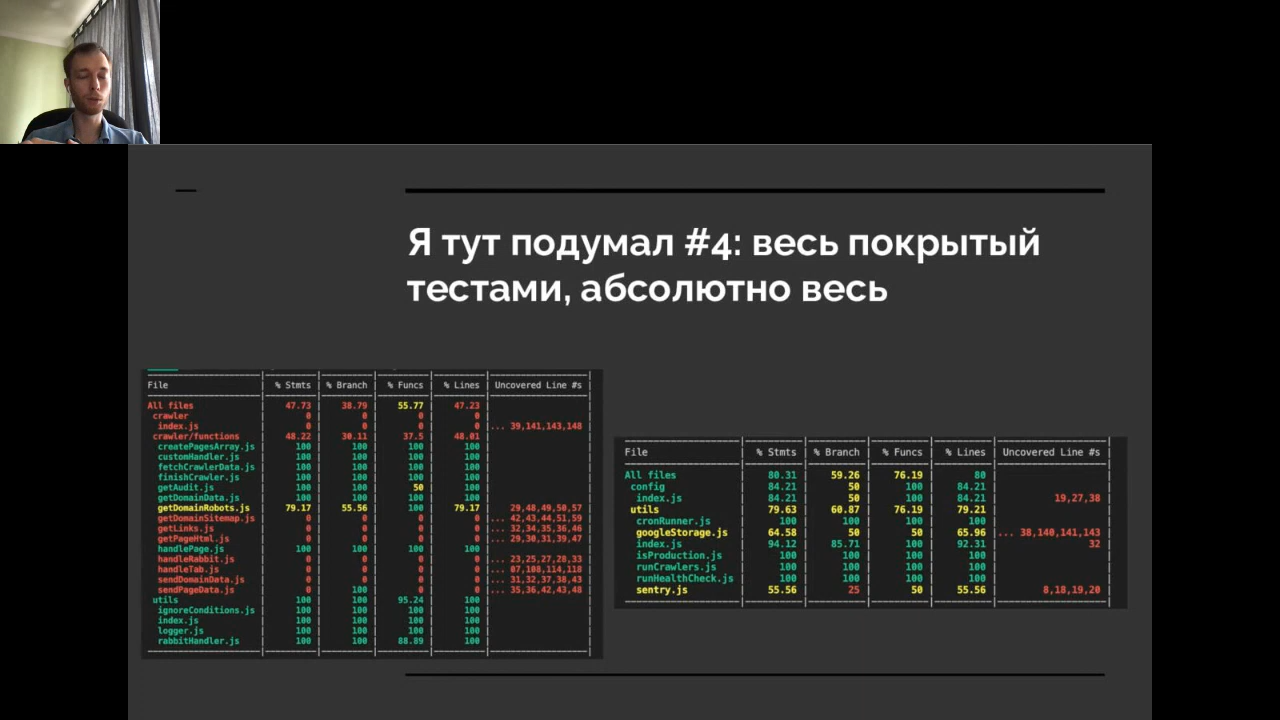 Я тут подумал #4: весь покрытый
тестами, абсолютно весь
File | % Stmts | % Branch | % Funcs | % Lines | Uncovered Line #s
All files | 47.73 | 38.79 | 55.77 | 47.23 |
crawler | 0 | 0 | 0 | 0 |
index.js | 0 | 0 | 0 | 0 | ... 39,141,143,148
crawler/functions | 48.22 | 30.11 | 37.5 | 48.01 |
createPagesArray.js | 100 | 100 | 100 | 100 |
customHandler.js | 100 | 100 | 100 | 100 |
fetchCrawlerData.js | 100 | 100 | 100 | 100 |
finishCrawler.js | 100 | 100 | 100 | 100 |
getAudit.js | 100 | 100 | 50 | 100 |
getDomainData.js | 100 | 100 | 100 | 100 |
getDomainRobots.js | 79.17 | 55.56 | 100 | 79.17 | 29,48,49,50,57
getDomainSitemap.js | 0 | 0 | 0 | 0 | ... 42,43,44,51,59
getLinks.js | 0 | 0 | 0 | 0 | ... 32,34,35,36,46
getPageHtml.js | 0 | 0 | 0 | 0 | ... 29,30,31,39,47
handlePage.js | 100 | 100 | 100 | 100 |
handleRabbit.js | 0 | 0 | 0 | 0 | ... 23,25,27,28,33
handleTab.js | 0 | 0 | 0 | 0 | ... 07,108,114,118
sendDomainData.js | 0 | 0 | 0 | 0 | ... 31,32,37,38,43
sendPageData.js | 0 | 100 | 0 | 0 | ... 35,36,42,43,48
utils | 100 | 100 | 95.24 | 100 |
ignoreConditions.js | 100 | 100 | 100 | 100 |
index.js | 100 | 100 | 100 | 100 |
logger.js | 100 | 100 | 100 | 100 |
rabbitHandler.js | 100 | 100 | 88.89 | 100 |
File | % Stmts | % Branch | % Funcs | % Lines | Uncovered Line #s
All files | 80.31 | 59.26 | 76.19 | 80 |
config | 84.21 | 50 | 100 | 84.21 |
index.js | 84.21 | 50 | 100 | 84.21 | 19,27,38
utils | 79.63 | 60.87 | 76.19 | 79.21 |
cronRunner.js | 100 | 100 | 100 | 100 |
googleStorage.js | 64.58 | 50 | 50 | 65.96 | ... 38,140,141,143
index.js | 94.12 | 85.71 | 100 | 92.31 | 32
isProduction.js | 100 | 100 | 100 | 100 |
runCrawlers.js | 100 | 100 | 100 | 100 |
runHealthCheck.js | 100 | 100 | 100 | 100 |
sentry.js | 55.56 | 25 | 50 | 55.56 | 8,18,19,20